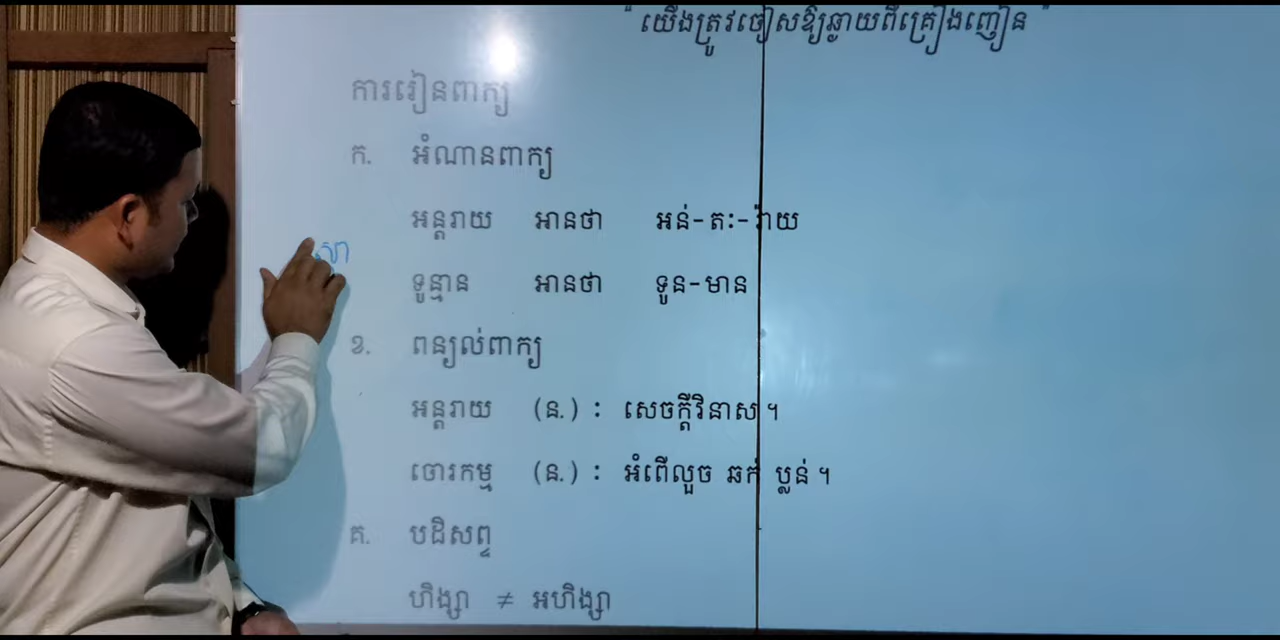 " យើងត្រូវចៀសឱ្យឆ្ងាយពីគ្រឿងញៀន "
ការរៀនពាក្យ
ក. អំណានពាក្យ
អន្តរាយ អានថា អន់-តៈ-រ៉ាយ
ទូន្មាន អានថា ទូន-មាន
ខ. ពន្យល់ពាក្យ
អន្តរាយ (ន.) : សេចក្តីវិនាស ។
ចោរកម្ម (ន.) : អំពើលួច ឆក់ ប្លន់ ។
គ. បដិសព្ទ
ហិង្សា ≠ អហិង្សា